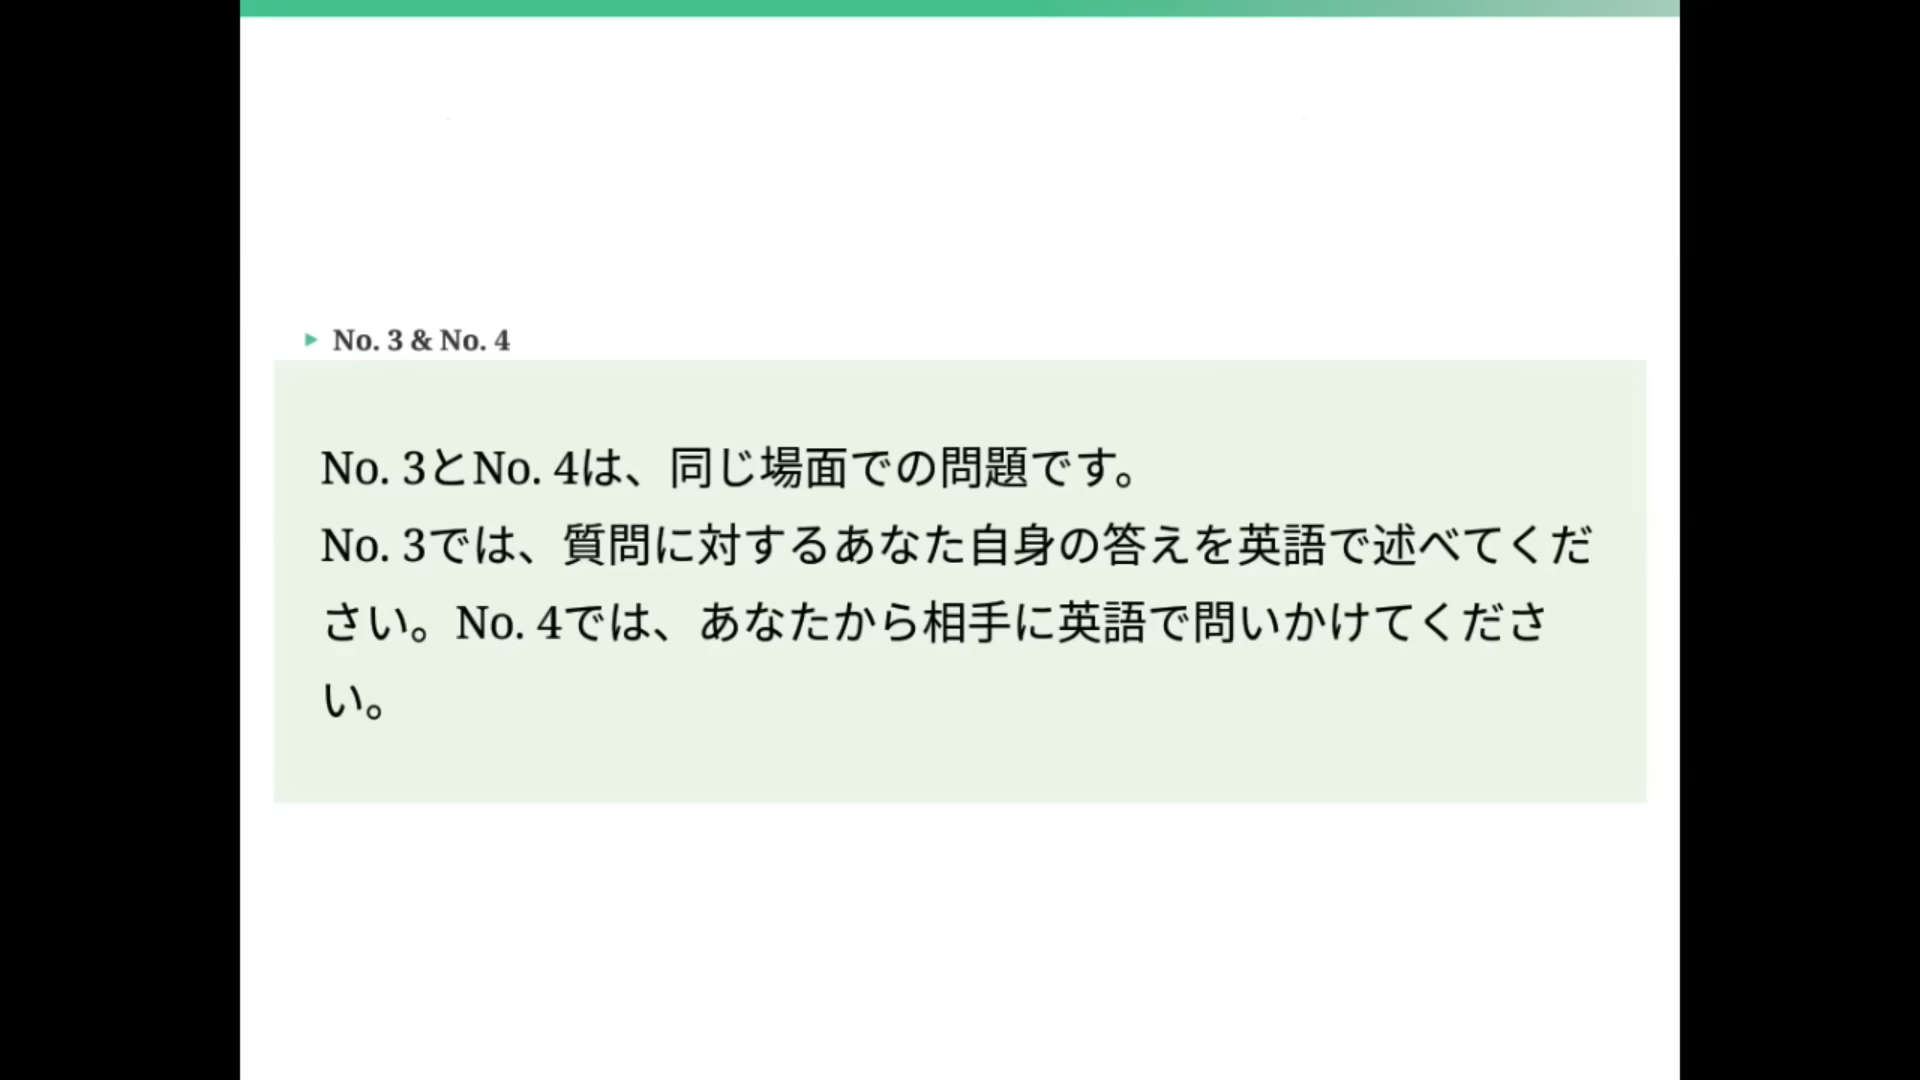 No. 3 & No. 4
No. 3とNo. 4は、同じ場面での問題です。
No. 3では、質問に対するあなた自身の答えを英語で述べてくだ
さい。No. 4では、あなたから相手に英語で問いかけてくださ
い。